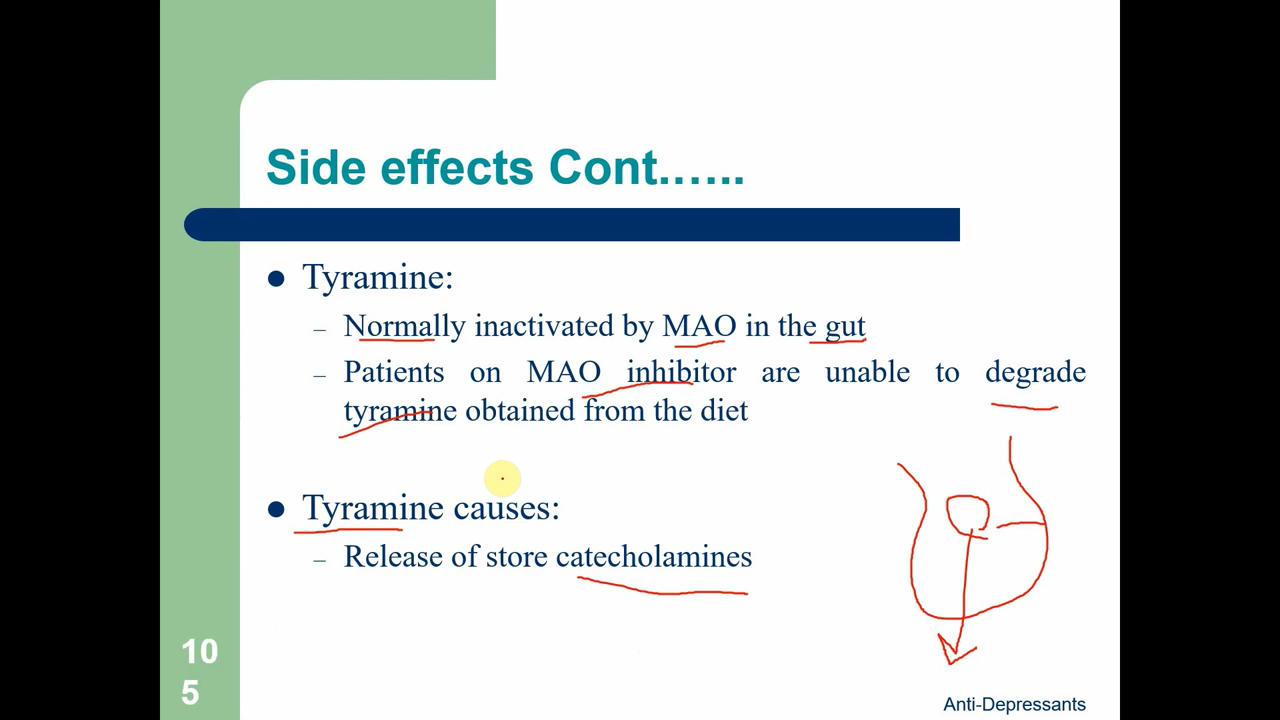 Side effects Cont.…...
Tyramine:
– Normally inactivated by MAO in the gut
– Patients on MAO inhibitor are unable to degrade
tyramine obtained from the diet
Tyramine causes:
– Release of store catecholamines
10
5
Anti-Depressants